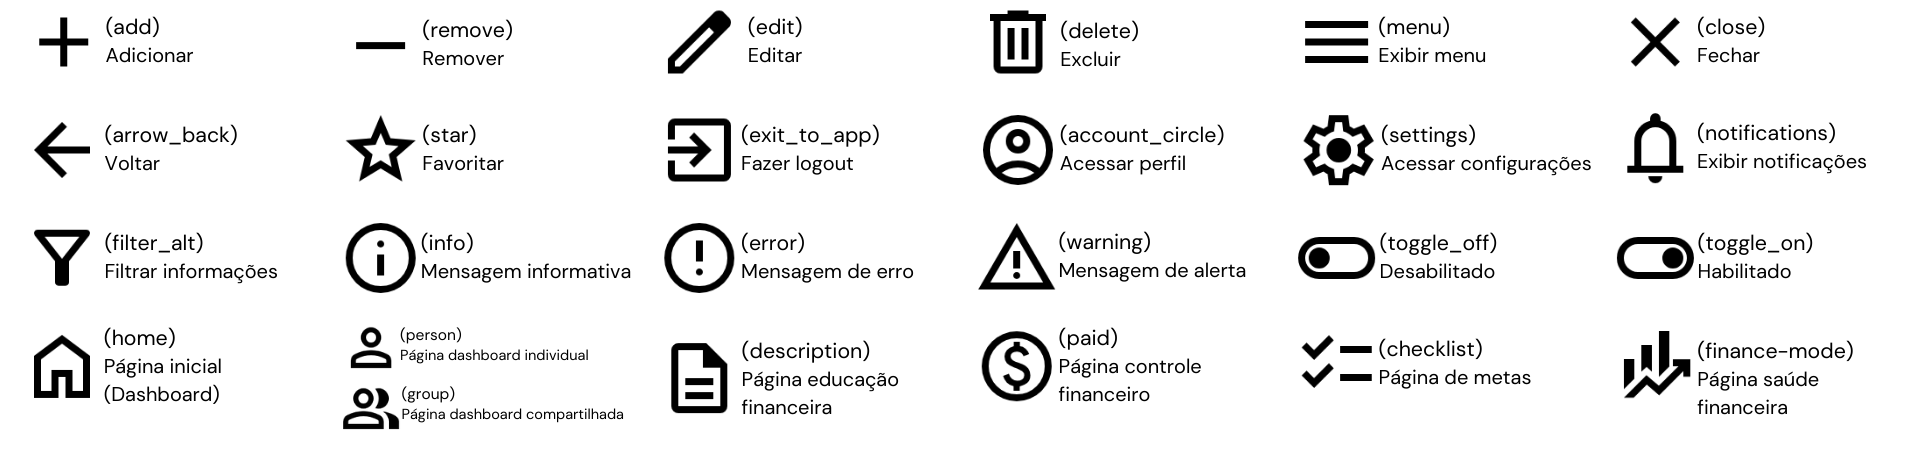 (add)
Adicionar
(remove)
Remover
(edit)
Editar
(delete)
Excluir
(menu)
Exibir menu
(close)
Fechar
(arrow_back)
Voltar
(star)
Favoritar
(exit_to_app)
Fazer logout
(account_circle)
Acessar perfil
(settings)
Acessar configurações
(notifications)
Exibir notificações
(filter_alt)
Filtrar informações
(info)
Mensagem informativa
(error)
Mensagem de erro
(warning)
Mensagem de alerta
(toggle_off)
Desabilitado
(toggle_on)
Habilitado
(home)
Página inicial
(Dashboard)
(person)
Página dashboard individual
(group)
Página dashboard compartilhada
(description)
Página educação
financeira
(paid)
Página controle
financeiro
(checklist)
Página de metas
(finance-mode)
Página saúde
financeira